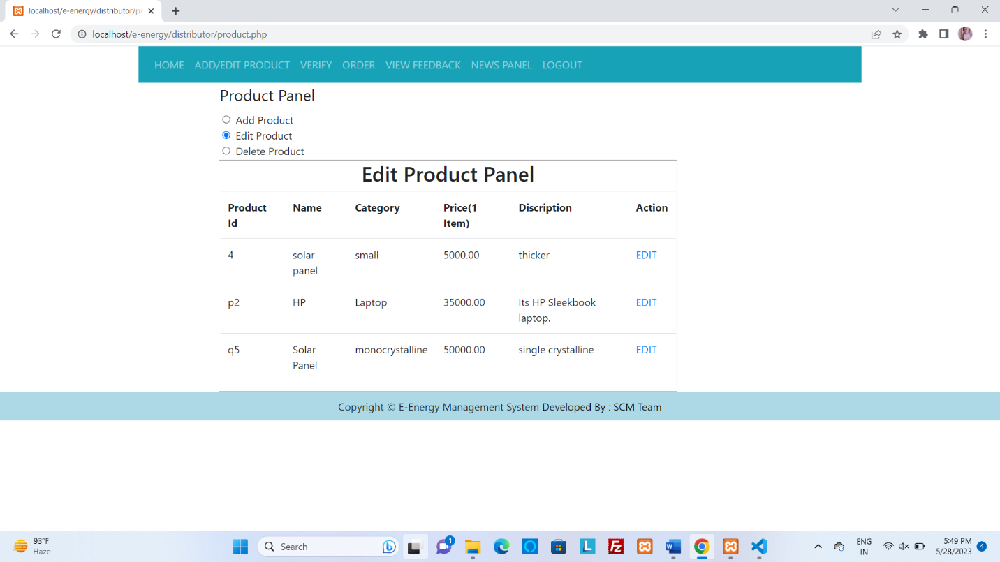 localhost/e-energy/distributor/pr
localhost/e-energy/distributor/product.php
HOME ADD/EDIT PRODUCT VERIFY ORDER VIEW FEEDBACK NEWS PANEL LOGOUT
Product Panel
Add Product
Edit Product
Delete Product
Edit Product Panel
Product Id Name Category Price(1 Item) Discription Action
4 solar panel small 5000.00 thicker EDIT
p2 HP Laptop 35000.00 Its HP Sleekbook laptop. EDIT
q5 Solar Panel monocrystalline 50000.00 single crystalline EDIT
Copyright © E-Energy Management System Developed By : SCM Team
93°F
Haze
Search
1
L
Fz
W
ENG
IN
5:49 PM
5/28/2023
4